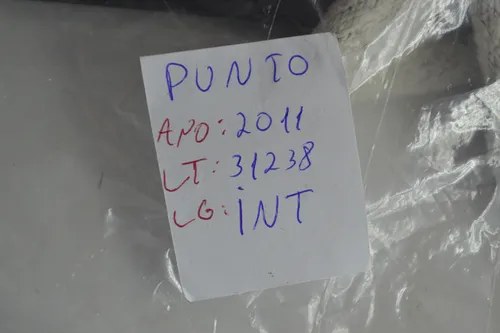 PUNTO
ANO: 2011
LT: 31238
LG: INT